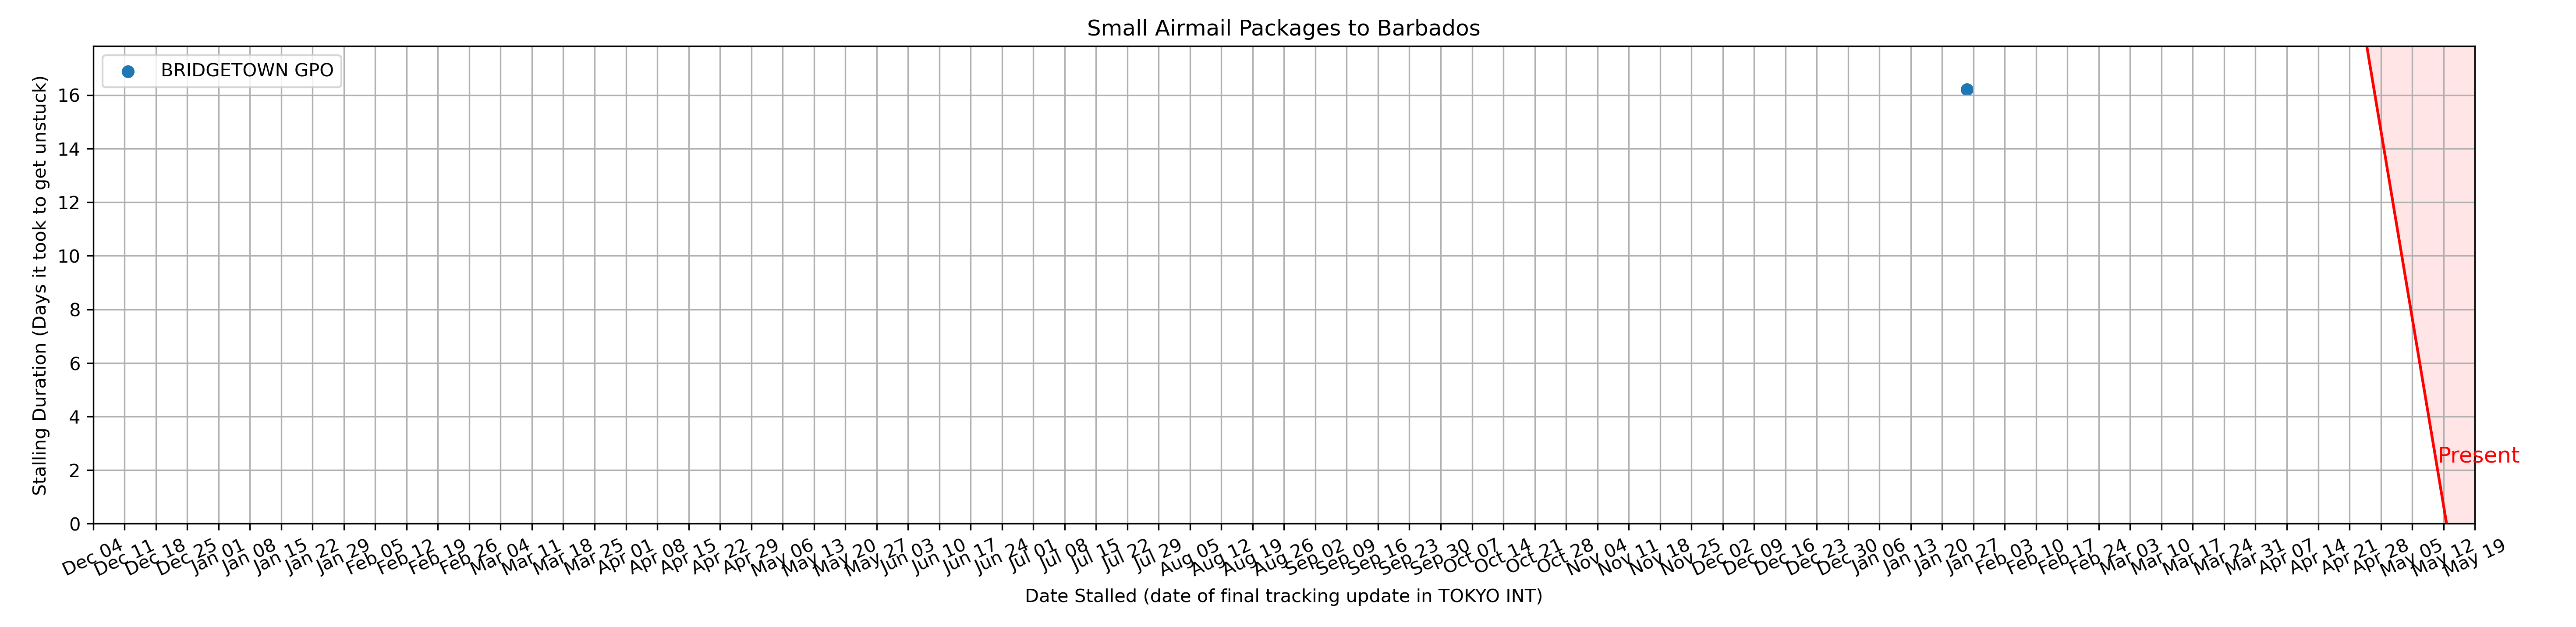 Small Airmail Packages to Barbados
BRIDGETOWN GPO
Stalling Duration (Days it took to get unstuck)
16
14
12
10
8
6
4
2
0
Present
Dec 04
Dec 11
Dec 18
Dec 25
Jan 01
Jan 08
Jan 15
Jan 22
Jan 29
Feb 05
Feb 12
Feb 19
Feb 26
Mar 04
Mar 11
Mar 18
Mar 25
Apr 01
Apr 08
Apr 15
Apr 22
Apr 29
May 06
May 13
May 20
May 27
Jun 03
Jun 10
Jun 17
Jun 24
Jul 01
Jul 08
Jul 15
Jul 22
Jul 29
Aug 05
Aug 12
Aug 19
Aug 26
Sep 02
Sep 09
Sep 16
Sep 23
Sep 30
Oct 07
Oct 14
Oct 21
Oct 28
Nov 04
Nov 11
Nov 18
Nov 25
Dec 02
Dec 09
Dec 16
Dec 23
Dec 30
Jan 06
Jan 13
Jan 20
Jan 27
Feb 03
Feb 10
Feb 17
Feb 24
Mar 03
Mar 10
Mar 17
Mar 24
Mar 31
Apr 07
Apr 14
Apr 21
Apr 28
May 05
May 12
May 19
Date Stalled (date of final tracking update in TOKYO INT)